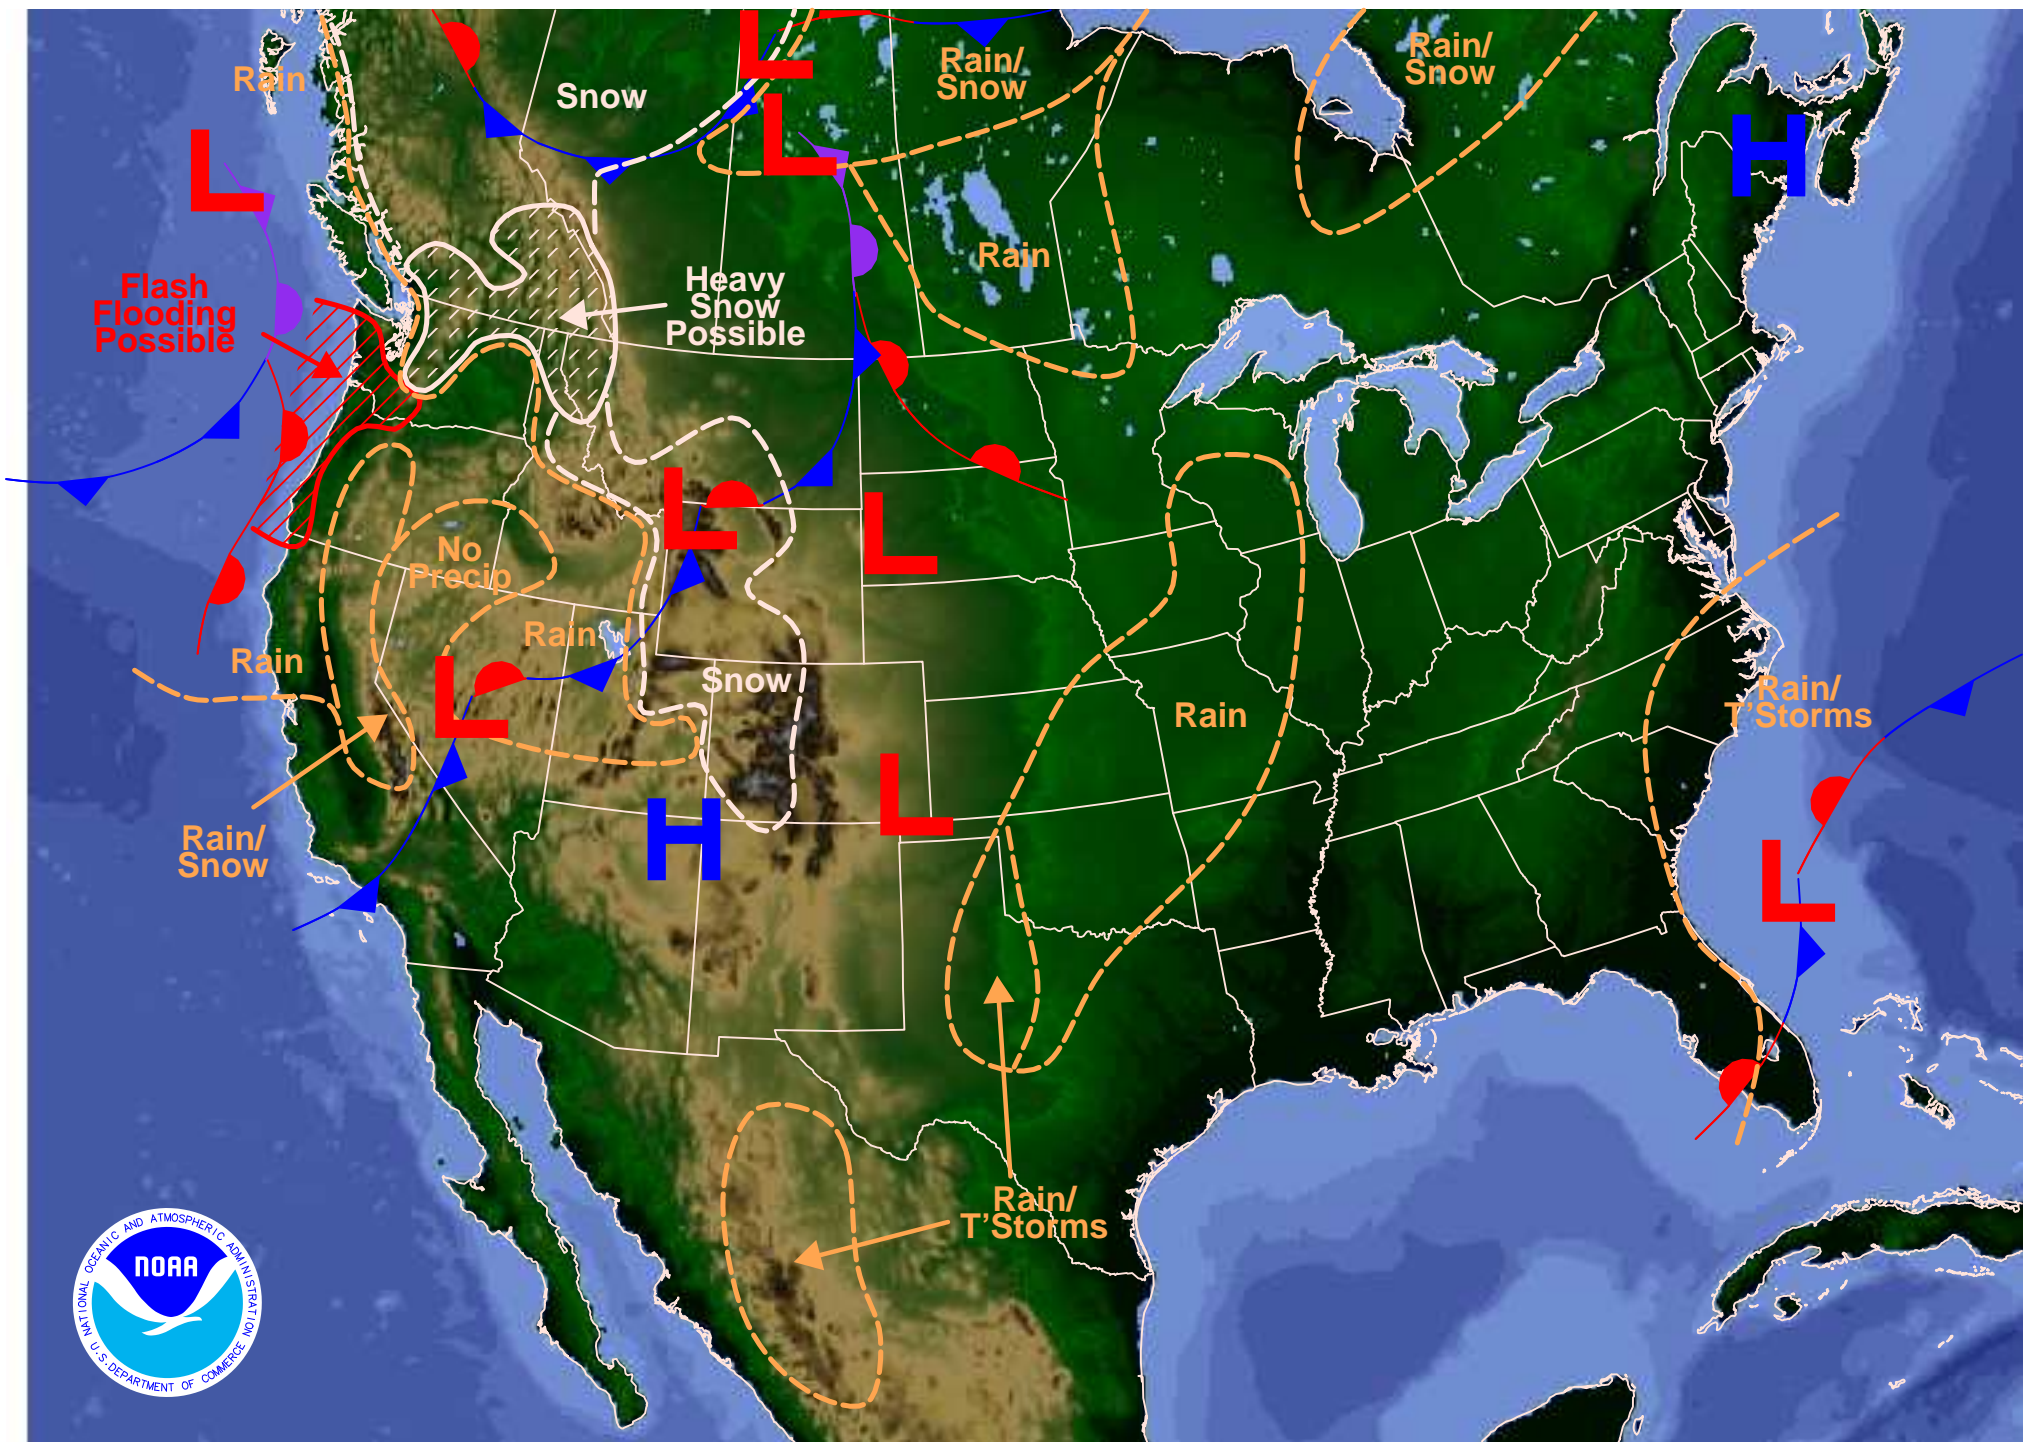 L
Rain/
Snow
Rain/
Snow
Rain
Snow
L
H
L
Rain
Flash
Flooding
Possible
Heavy
Snow
Possible
L
L
No
Precip
Rain
Rain
Snow
L
Rain
Rain/
T’Storms
L
H
Rain/
Snow
L
Rain/
T’Storms
NATIONAL OCEANIC AND ATMOSPHERIC ADMINISTRATION
NOAA
U.S. DEPARTMENT OF COMMERCE